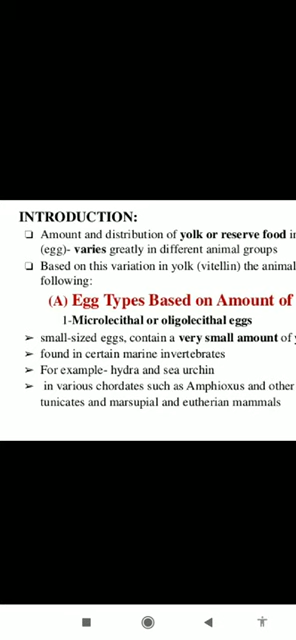 INTRODUCTION:
❑ Amount and distribution of yolk or reserve food in
(egg)- varies greatly in different animal groups
❑ Based on this variation in yolk (vitellin) the animal
following:
(A) Egg Types Based on Amount of
1-Microlecithal or oligolecithal eggs
➢ small-sized eggs, contain a very small amount of
➢ found in certain marine invertebrates
➢ For example- hydra and sea urchin
➢ in various chordates such as Amphioxus and other
tunicates and marsupial and eutherian mammals